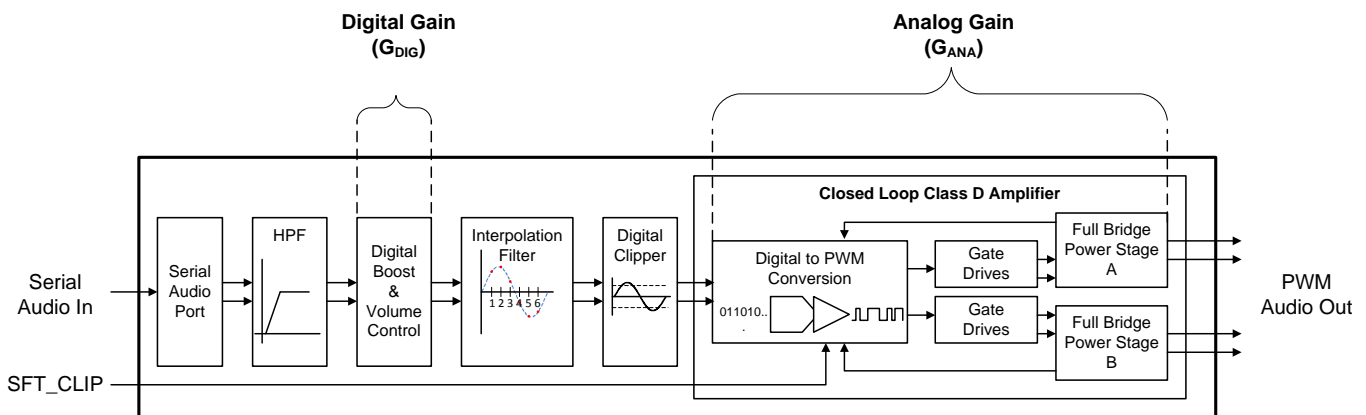 Digital Gain
(GDIG)
Analog Gain
(GANA)
Closed Loop Class D Amplifier
Serial
Audio In
Serial
Audio
Port
HPF
Digital
Boost
&
Volume
Control
Interpolation
Filter
1 2 3 4 5 6
Digital
Clipper
Digital to PWM
Conversion
011010..
.
Gate
Drives
Gate
Drives
Full Bridge
Power Stage
A
Full Bridge
Power Stage
B
PWM
Audio Out
SFT_CLIP